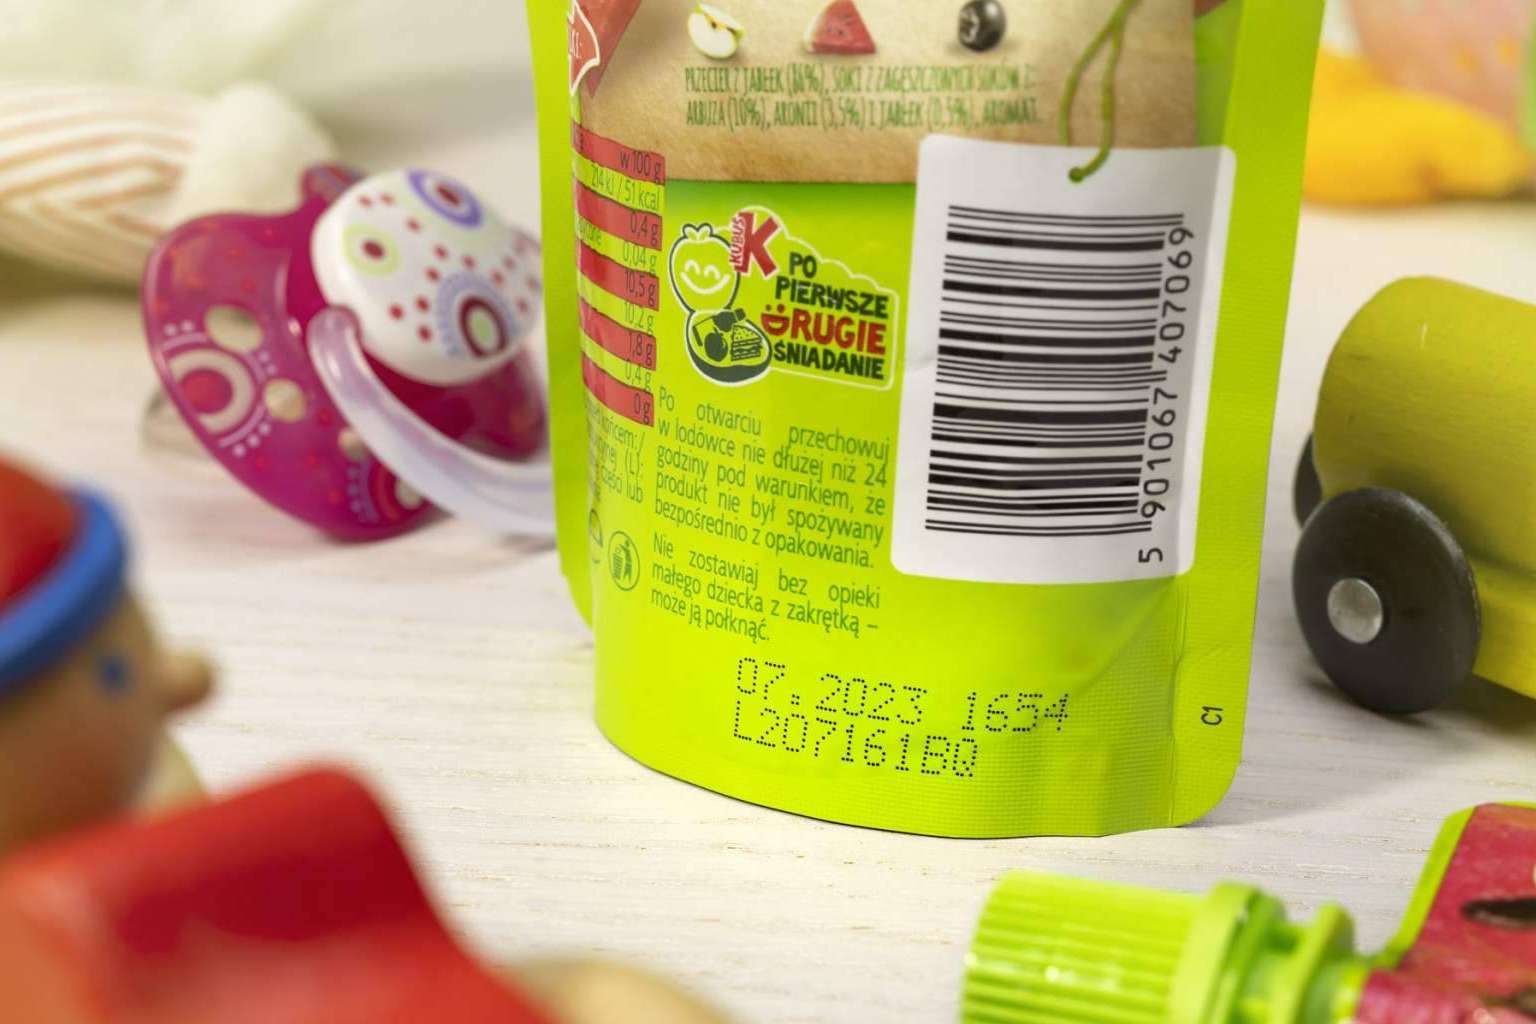 PRZECIER Z JABŁEK (86%), SOKI Z ZAGĘSZCZONYCH SOKÓW Z:
ARBUZA (10%), ARONII (3,5%) I JABŁEK (0,5%), AROMAT.
w 100 g
214 kJ / 51 kcal
0,4 g
0,04 g
10,5 g
10,2 g
1,8 g
0,4 g
0 g
KUBUŚ
PO
PIERWSZE
DRUGIE
ŚNIADANIE
Po otwarciu przechowuj
w lodówce nie dłużej niż 24
godziny pod warunkiem, że
produkt nie był spożywany
bezpośrednio z opakowania.
Nie zostawiaj bez opieki
małego dziecka z zakrętką –
może ją połknąć.
5 901067 407069
07.2023 1654
L207161BQ
C1